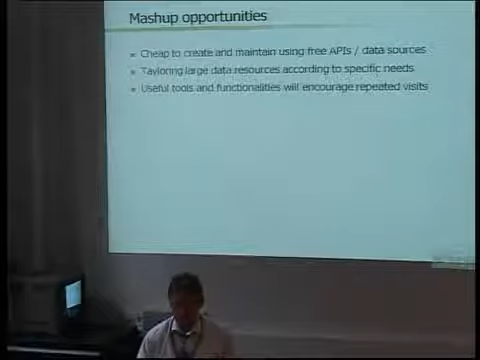 Mashup opportunities
Cheap to create and maintain using free APIs / data sources
Tayloring large data resources according to specific needs
Useful tools and functionalities will encourage repeated visits